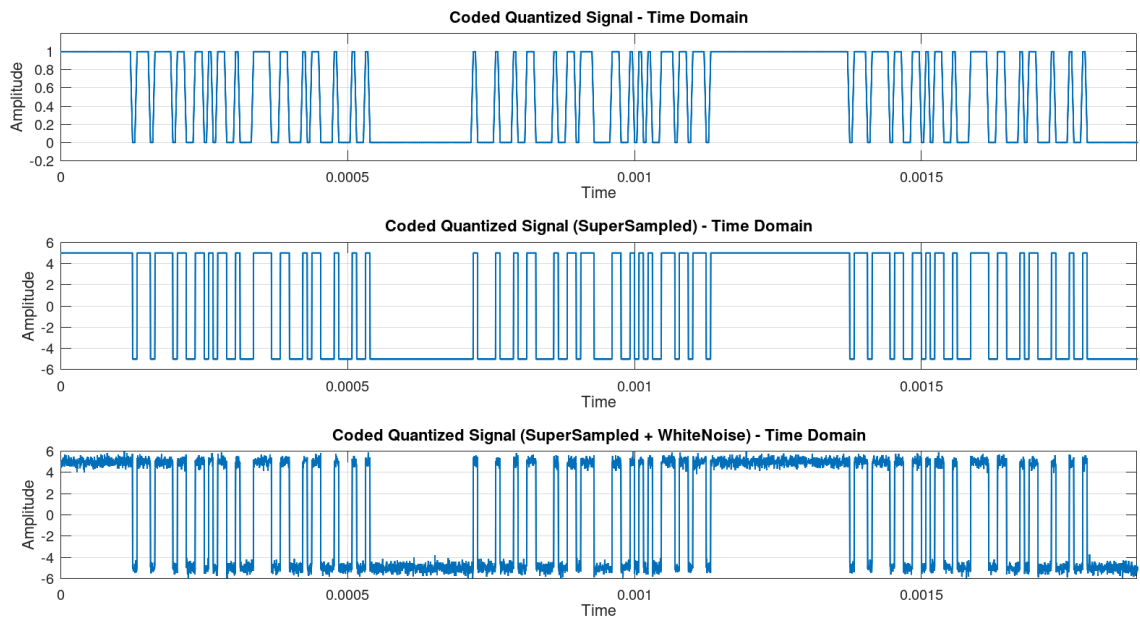 Coded Quantized Signal - Time Domain
Amplitude
1
0.8
0.6
0.4
0.2
0
-0.2
0 0.0005 0.001 0.0015
Time
Coded Quantized Signal (SuperSampled) - Time Domain
Amplitude
6
4
2
0
-2
-4
-6
0 0.0005 0.001 0.0015
Time
Coded Quantized Signal (SuperSampled + WhiteNoise) - Time Domain
Amplitude
6
4
2
0
-2
-4
-6
0 0.0005 0.001 0.0015
Time